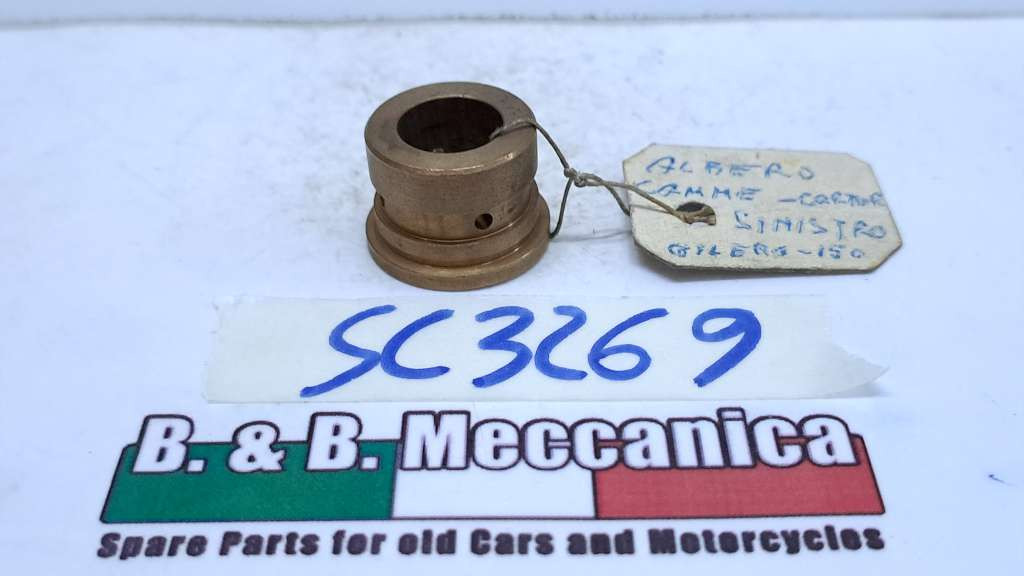 ALBERO
CAMME - CARTER
SINISTRO
GILERA - 150
SC3269
B. & B. Meccanica
Spare Parts for old Cars and Motorcycles